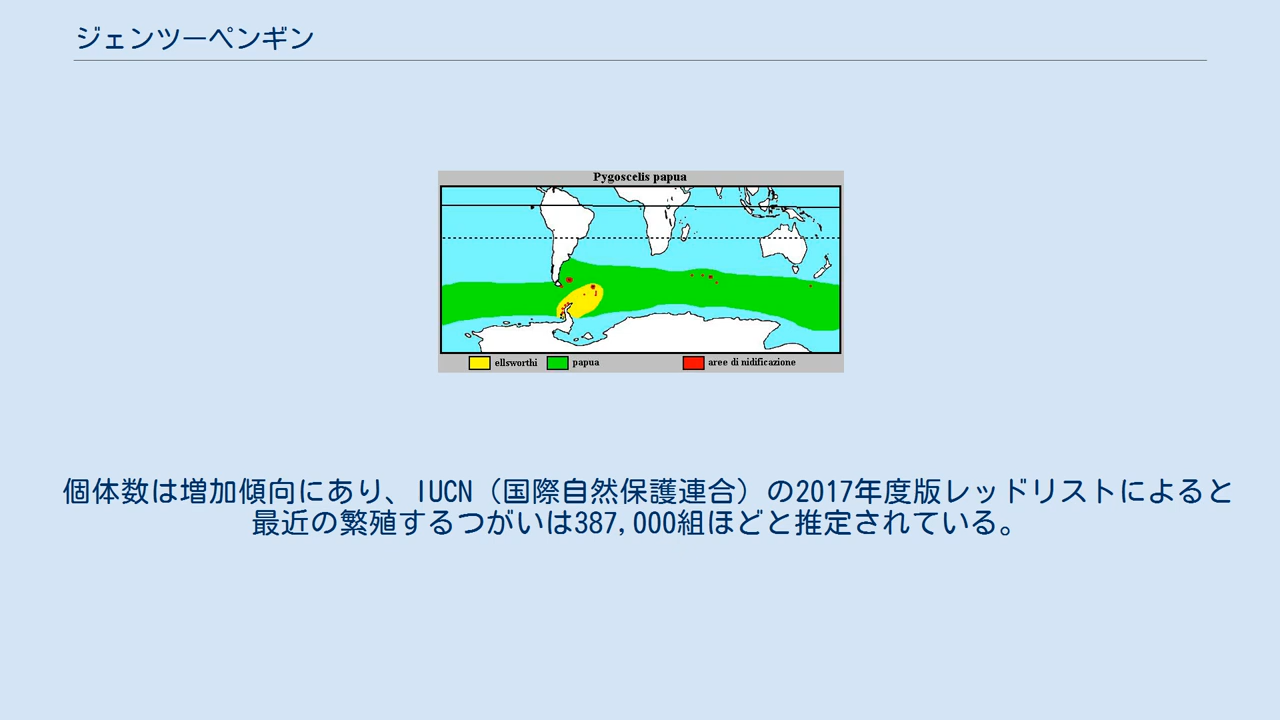 ジェンツーペンギン
Pygoscelis papua
ellsworthi
papua
aree di nidificazione
個体数は増加傾向にあり、IUCN（国際自然保護連合）の2017年度版レッドリストによると
最近の繁殖するつがいは387,000組ほどと推定されている。